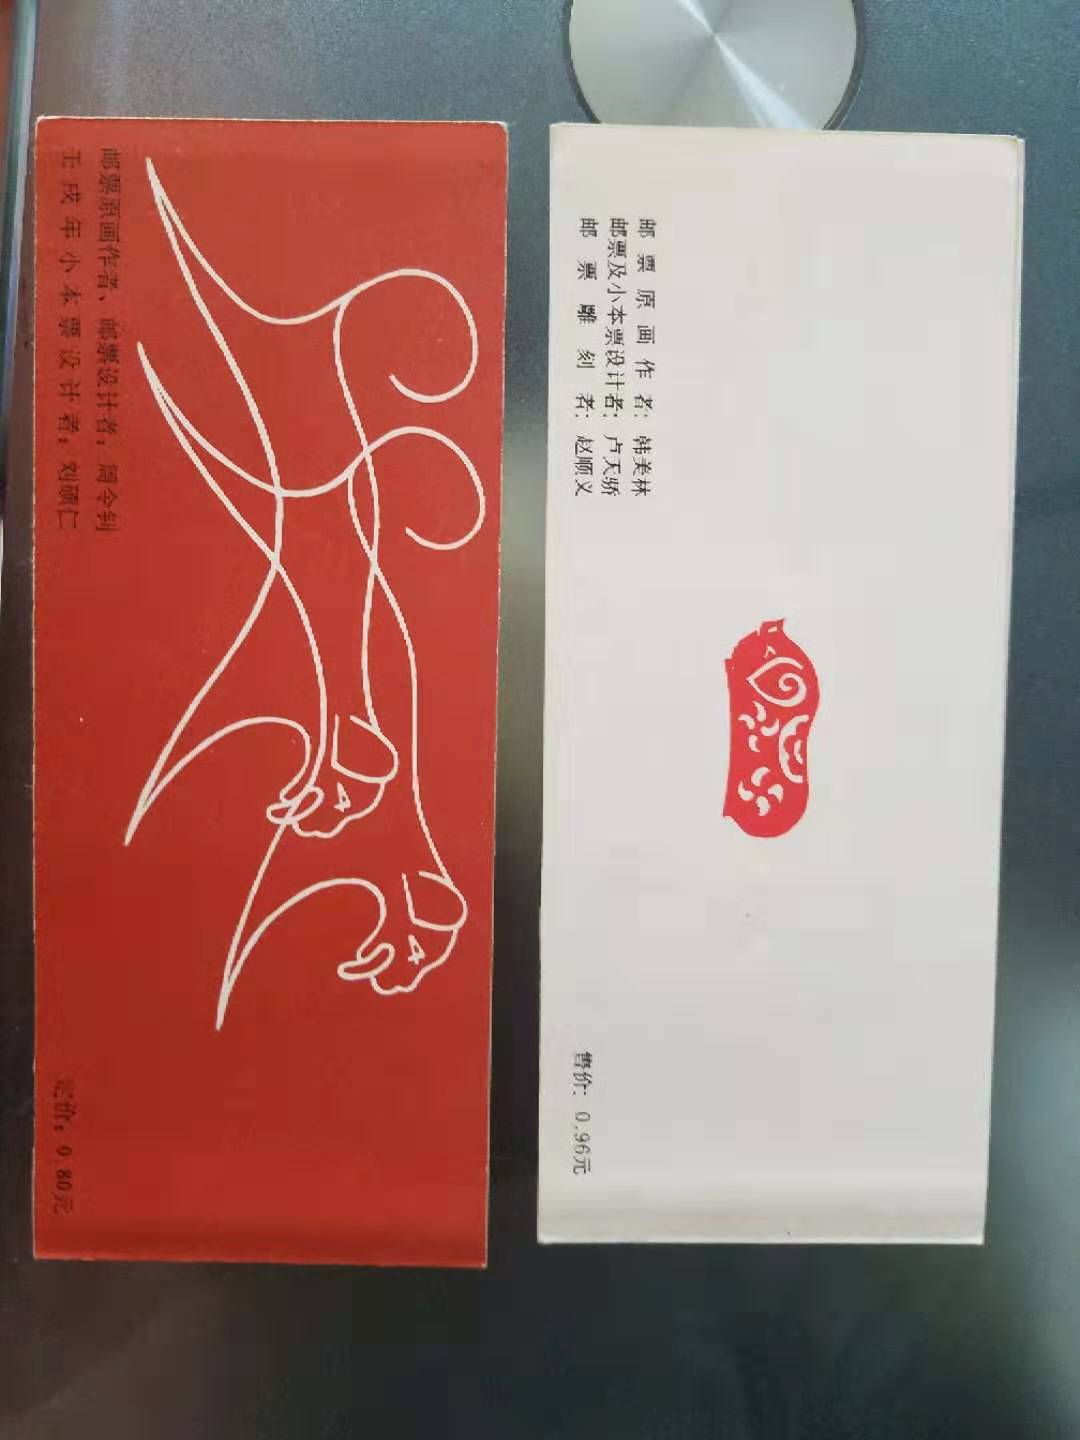 邮票原画作者、邮票设计者：周令钊
壬戌年小本票设计者：刘硕仁
定价：0.80元
邮票原画作者：韩美林
邮票及小本票设计者：卢天骄
邮票雕刻者：赵顺义
售价：0.96元